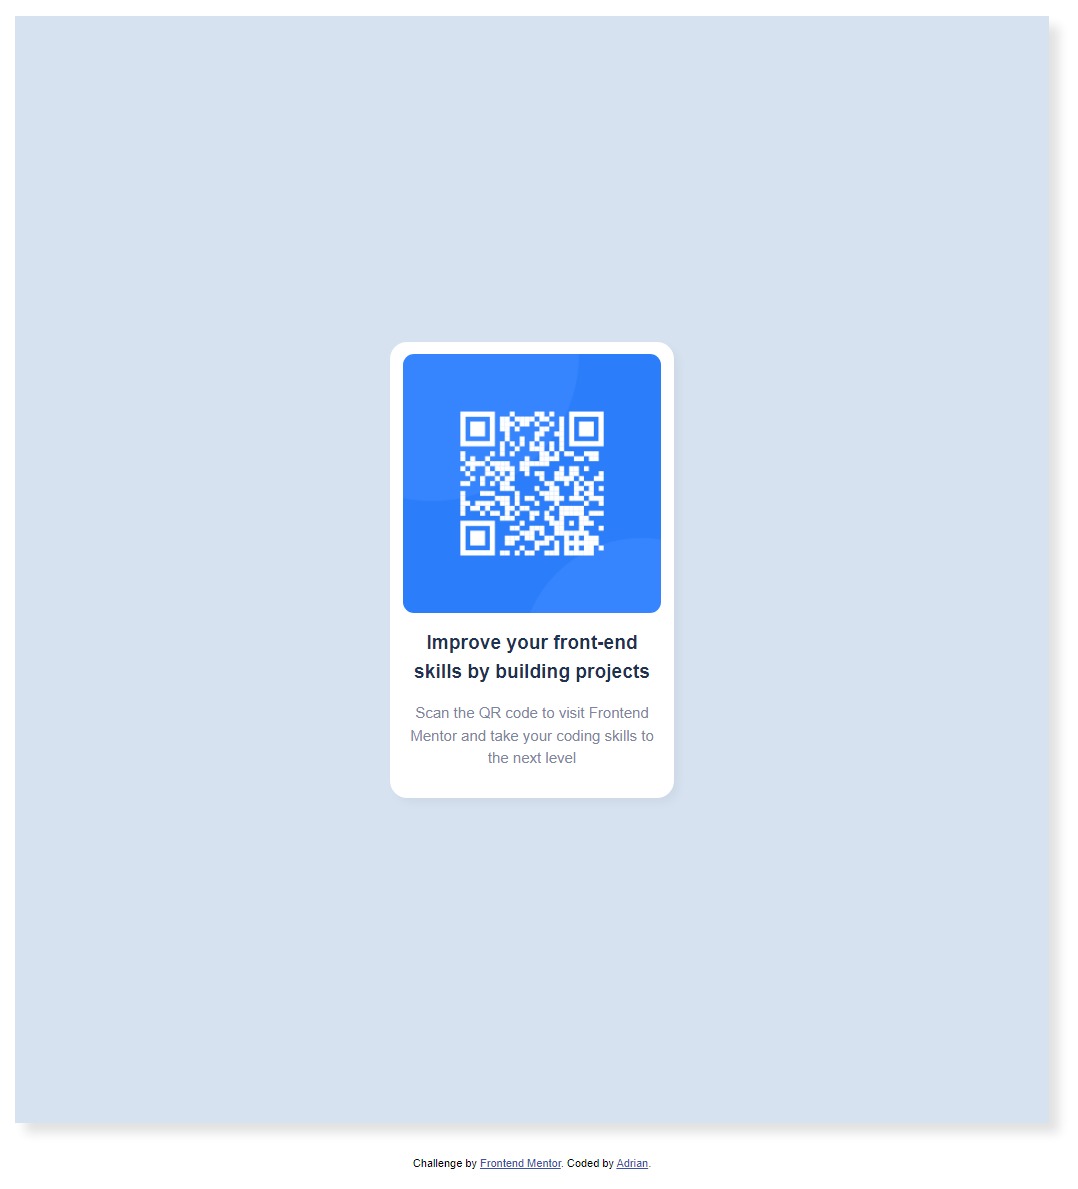 Improve your front-end
skills by building projects
Scan the QR code to visit Frontend
Mentor and take your coding skills to
the next level
Challenge by Frontend Mentor. Coded by Adrian.